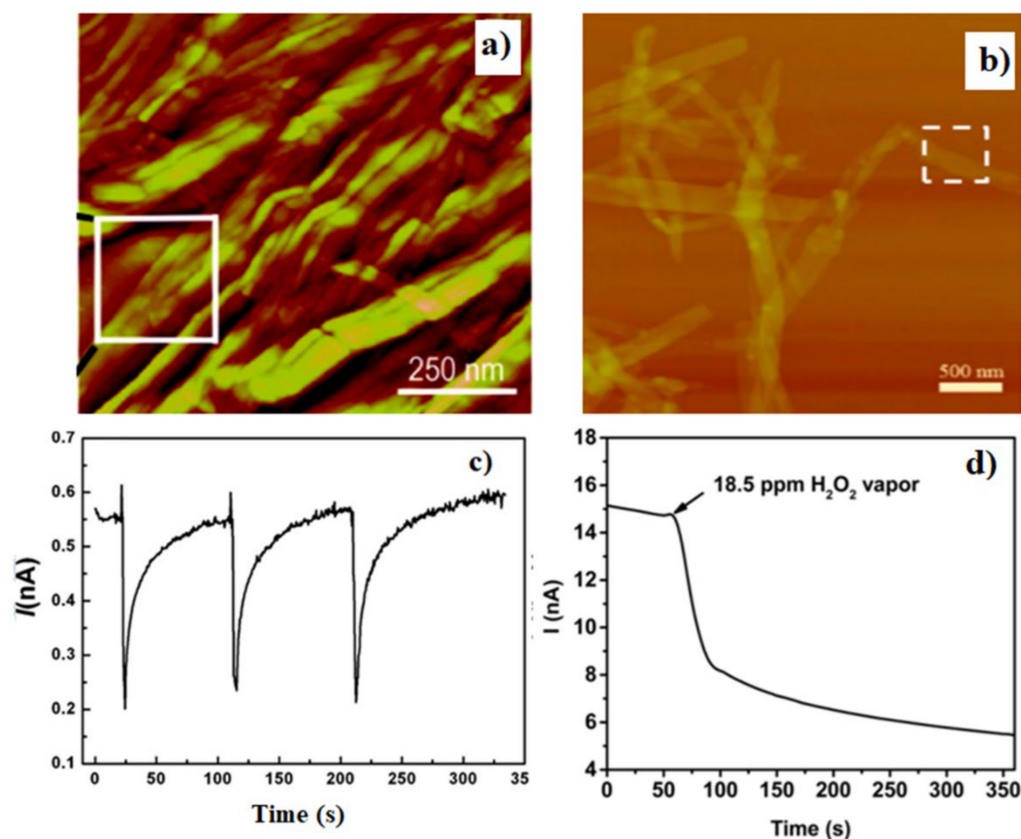 a)
250 nm
b)
500 nm
c)
I(nA)
0.7
0.6
0.5
0.4
0.3
0.2
0.1
0 50 100 150 200 250 300 35
Time (s)
d)
18.5 ppm H₂O₂ vapor
I (nA)
18
16
14
12
10
8
6
4
0 50 100 150 200 250 300 350
Time (s)